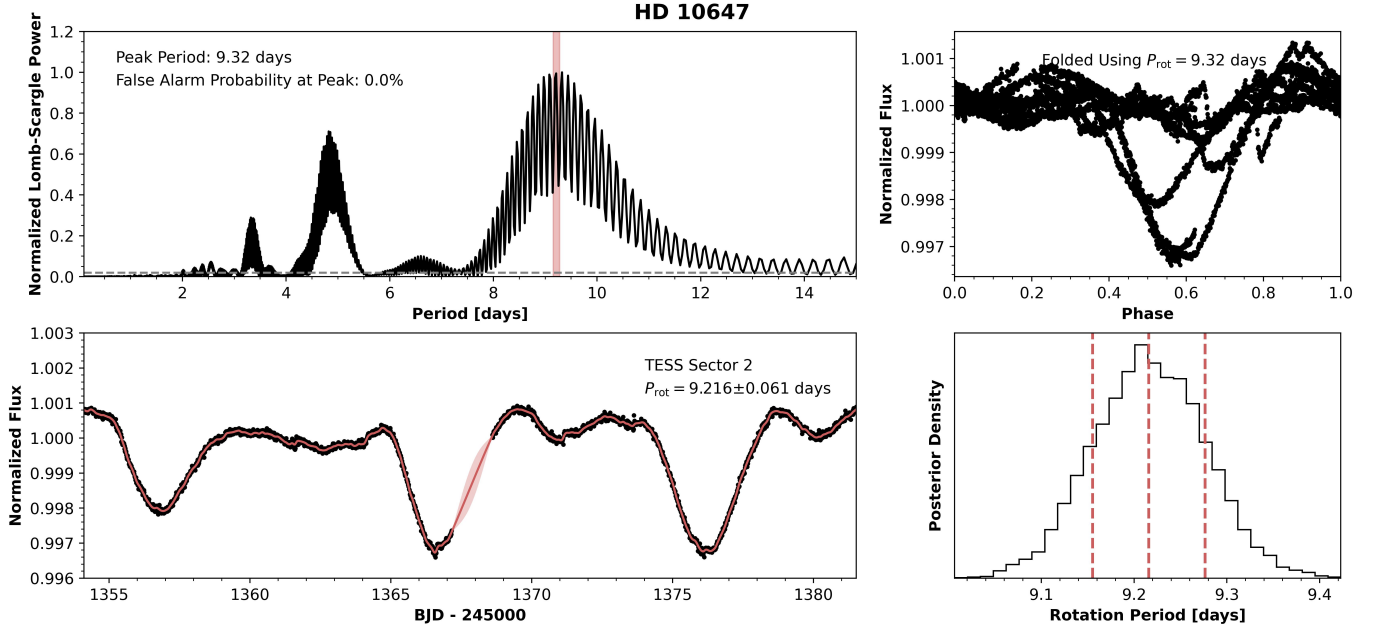 HD 10647
Normalized Lomb-Scargle Power
1.2
1.0
0.8
0.6
0.4
0.2
0.0
Peak Period: 9.32 days
False Alarm Probability at Peak: 0.0%
2 4 6 8 10 12 14
Period [days]
Normalized Flux
1.001
1.000
0.999
0.998
0.997
Folded Using Prot = 9.32 days
0.0 0.2 0.4 0.6 0.8 1.0
Phase
Normalized Flux
1.003
1.002
1.001
1.000
0.999
0.998
0.997
0.996
TESS Sector 2
Prot = 9.216±0.061 days
1355 1360 1365 1370 1375 1380
BJD - 245000
Posterior Density
9.1 9.2 9.3 9.4
Rotation Period [days]